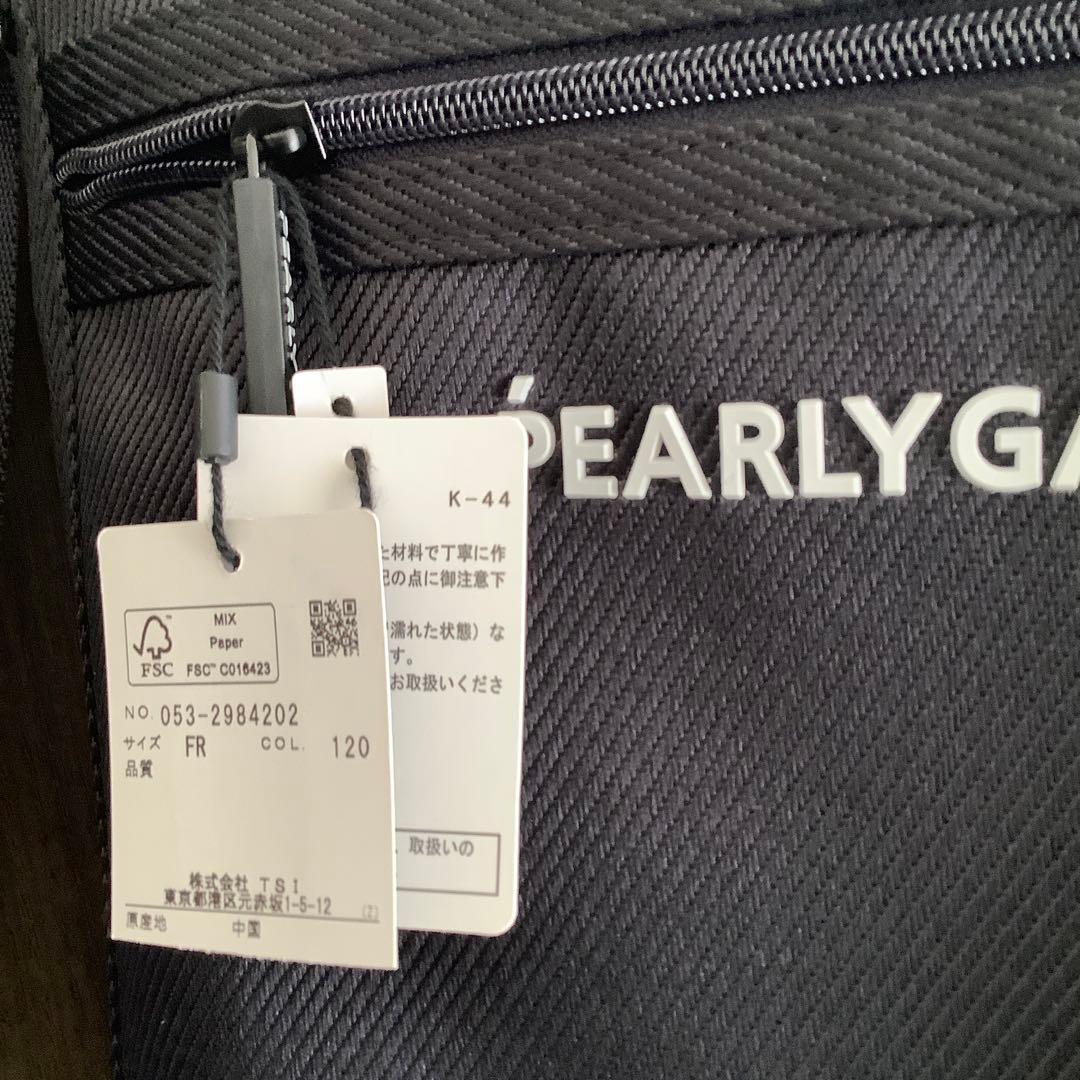 PEARLY
PEARLY GA
K-44
た材料で丁寧に作
記の点に御注意下
濡れた状態）な
す。
お取扱いくださ
、取扱いの
MIX
Paper
FSC™ C016423
FSC
NO. 053-2984202
サイズ FR COL. 120
品質
株式会社 TSI
東京都港区元赤坂1-5-12
(Z)
原産地 中国